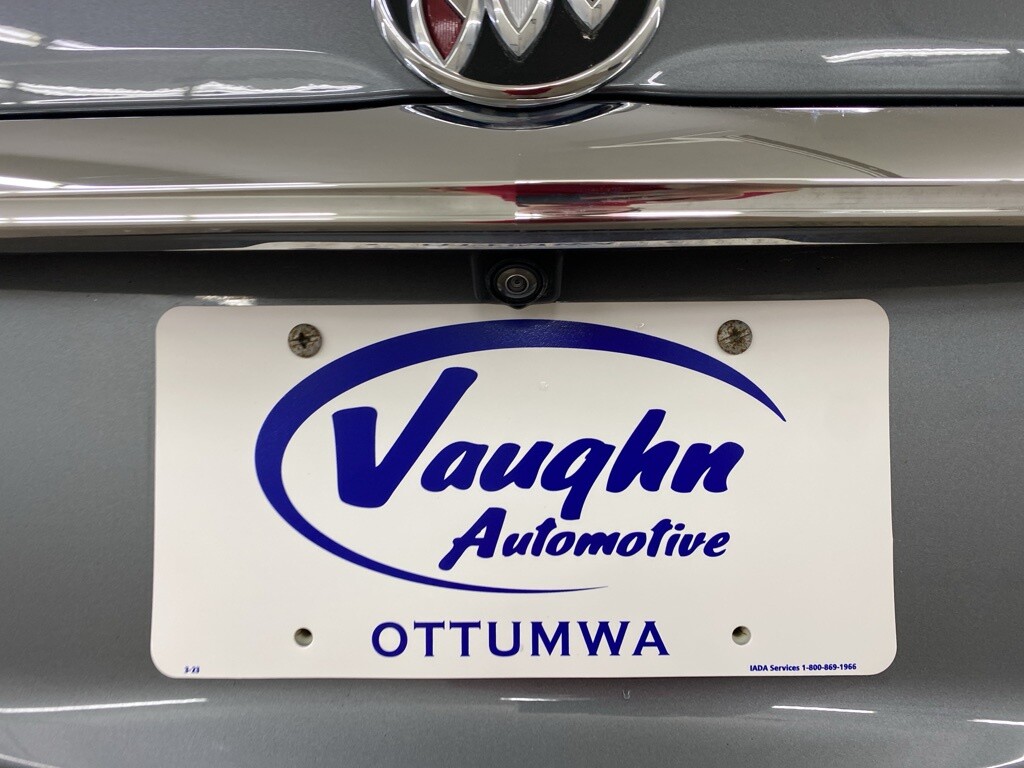 Vaughn
Automotive
OTTUMWA
3-23
IADA Services 1-800-869-1966